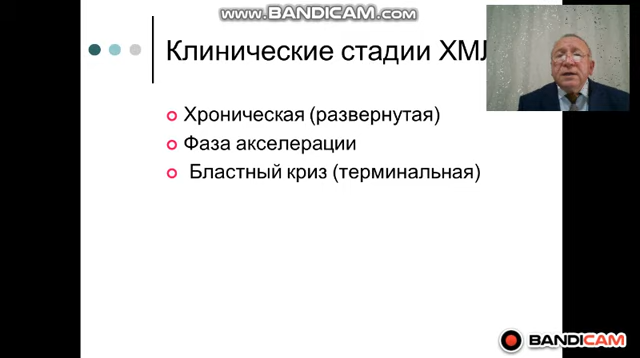 www.BANDICAM.com
Клинические стадии ХМЛ
Хроническая (развернутая)
Фаза акселерации
Бластный криз (терминальная)
BANDICAM